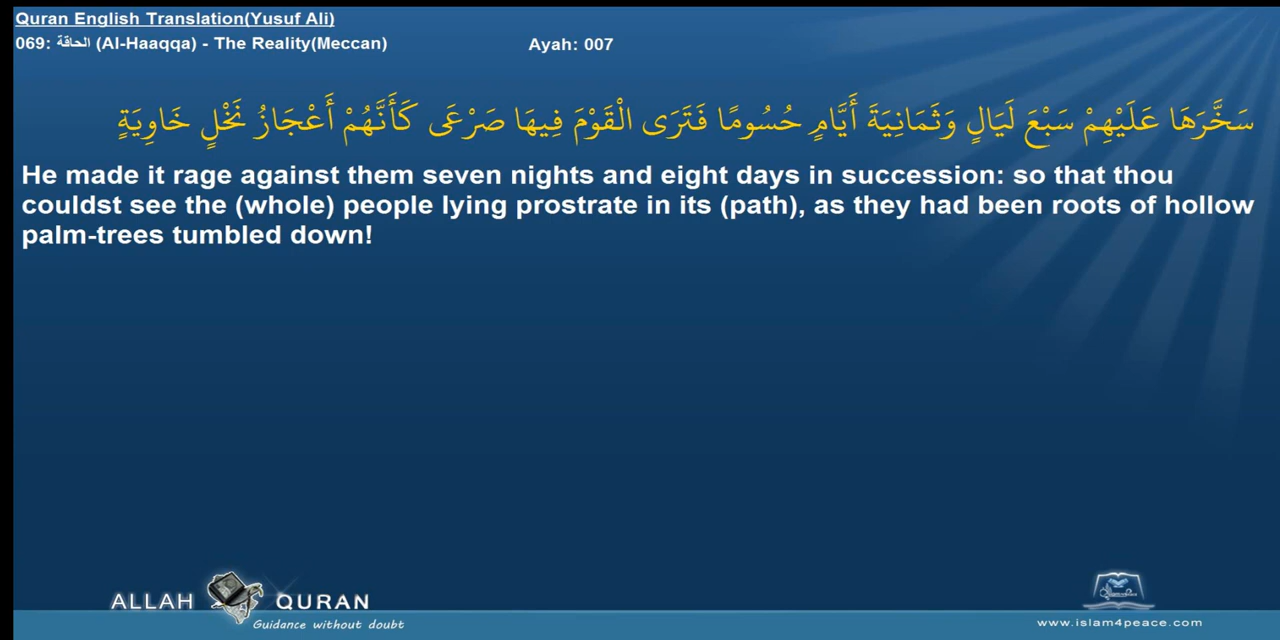 Quran English Translation(Yusuf Ali)
069: الحاقة (Al-Haaqqa) - The Reality(Meccan) Ayah: 007
سَخَّرَهَا عَلَيْهِمْ سَبْعَ لَيَالٍ وَثَمَانِيَةَ أَيَّامٍ حُسُومًا فَتَرَى الْقَوْمَ فِيهَا صَرْعَى كَأَنَّهُمْ أَعْجَازُ نَخْلٍ خَاوِيَةٍ
He made it rage against them seven nights and eight days in succession: so that thou
couldst see the (whole) people lying prostrate in its (path), as they had been roots of hollow
palm-trees tumbled down!
ALLAH QURAN
Guidance without doubt
www.islam4peace.com